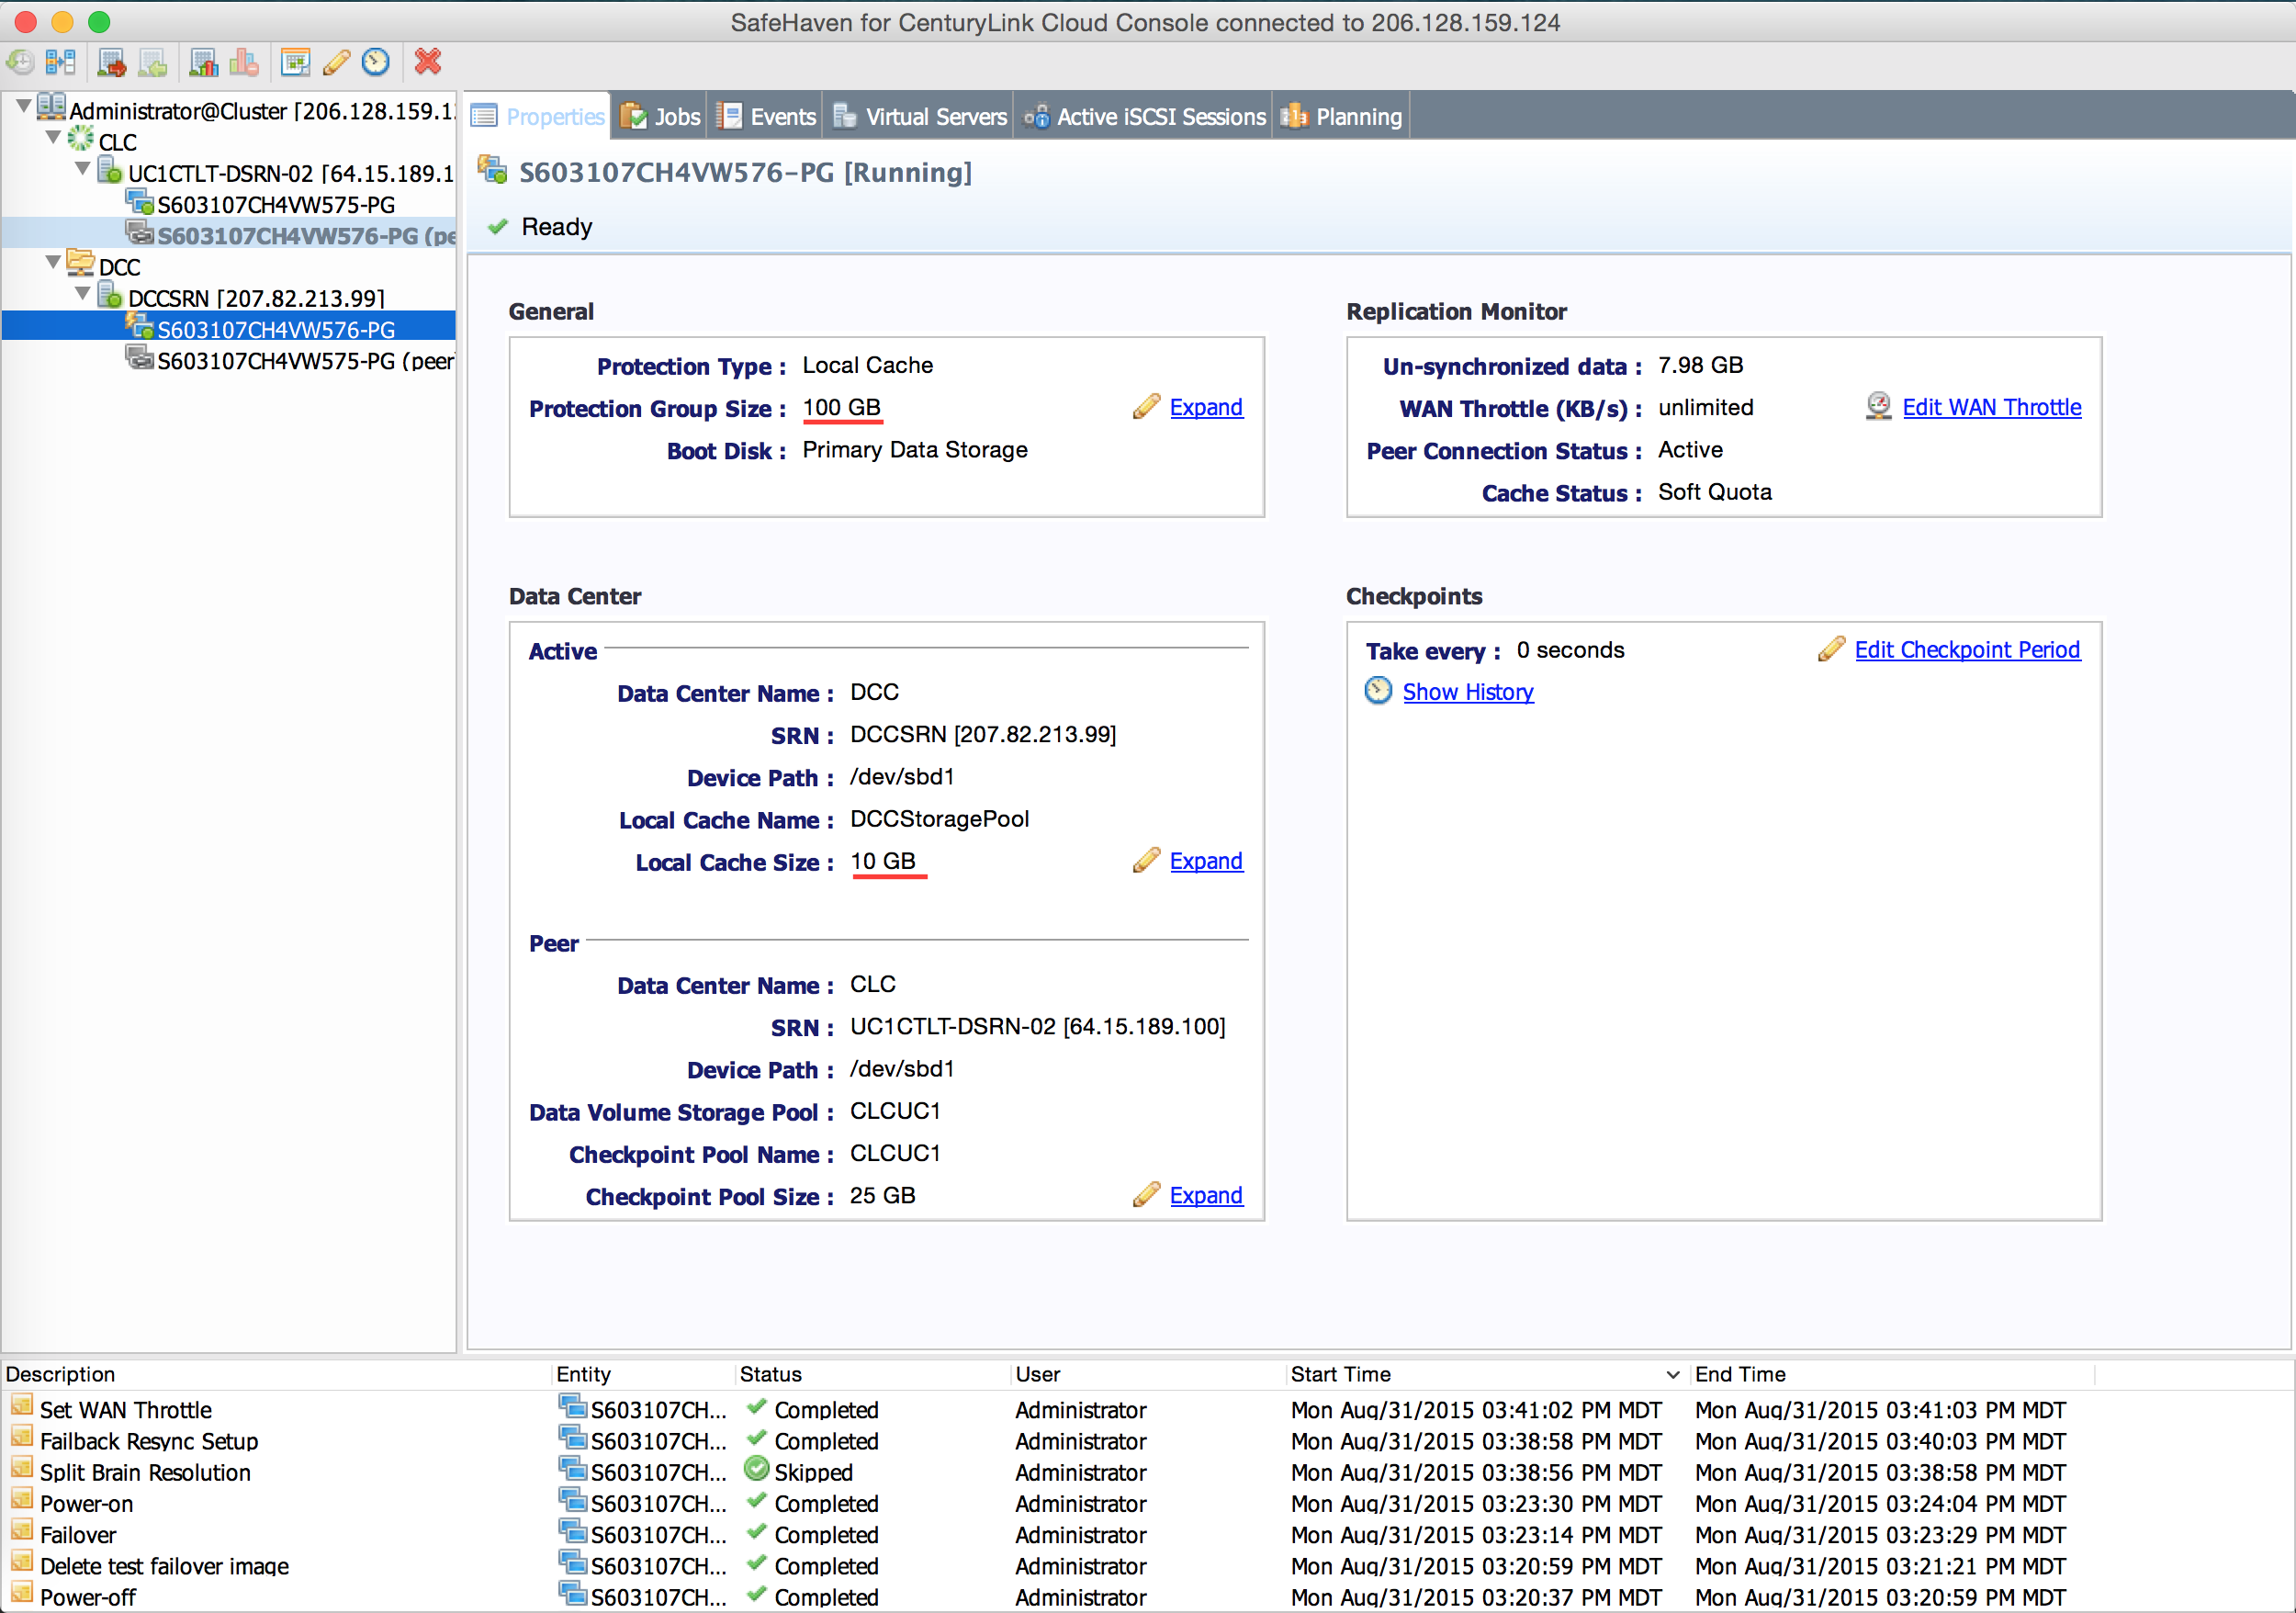 SafeHaven for CenturyLink Cloud Console connected to 206.128.159.124
Administrator@Cluster [206.128.159.1
CLC
UC1CTLT-DSRN-02 [64.15.189.1
S603107CH4VW575-PG
S603107CH4VW576-PG (pe
DCC
DCCSRN [207.82.213.99]
S603107CH4VW576-PG
S603107CH4VW575-PG (peer
Properties Jobs Events Virtual Servers Active iSCSI Sessions Planning
S603107CH4VW576-PG [Running]
Ready
General
Protection Type : Local Cache
Protection Group Size : 100 GB Expand
Boot Disk : Primary Data Storage
Replication Monitor
Un-synchronized data : 7.98 GB
WAN Throttle (KB/s) : unlimited Edit WAN Throttle
Peer Connection Status : Active
Cache Status : Soft Quota
Data Center
Active
Data Center Name : DCC
SRN : DCCSRN [207.82.213.99]
Device Path : /dev/sbd1
Local Cache Name : DCCStoragePool
Local Cache Size : 10 GB Expand
Peer
Data Center Name : CLC
SRN : UC1CTLT-DSRN-02 [64.15.189.100]
Device Path : /dev/sbd1
Data Volume Storage Pool : CLCUC1
Checkpoint Pool Name : CLCUC1
Checkpoint Pool Size : 25 GB Expand
Checkpoints
Take every : 0 seconds Edit Checkpoint Period
Show History
Description Entity Status User Start Time End Time
Set WAN Throttle S603107CH... Completed Administrator Mon Aug/31/2015 03:41:02 PM MDT Mon Aug/31/2015 03:41:03 PM MDT
Failback Resync Setup S603107CH... Completed Administrator Mon Aug/31/2015 03:38:58 PM MDT Mon Aug/31/2015 03:40:03 PM MDT
Split Brain Resolution S603107CH... Skipped Administrator Mon Aug/31/2015 03:38:56 PM MDT Mon Aug/31/2015 03:38:58 PM MDT
Power-on S603107CH... Completed Administrator Mon Aug/31/2015 03:23:30 PM MDT Mon Aug/31/2015 03:24:04 PM MDT
Failover S603107CH... Completed Administrator Mon Aug/31/2015 03:23:14 PM MDT Mon Aug/31/2015 03:23:29 PM MDT
Delete test failover image S603107CH... Completed Administrator Mon Aug/31/2015 03:20:59 PM MDT Mon Aug/31/2015 03:21:21 PM MDT
Power-off S603107CH... Completed Administrator Mon Aug/31/2015 03:20:37 PM MDT Mon Aug/31/2015 03:20:59 PM MDT